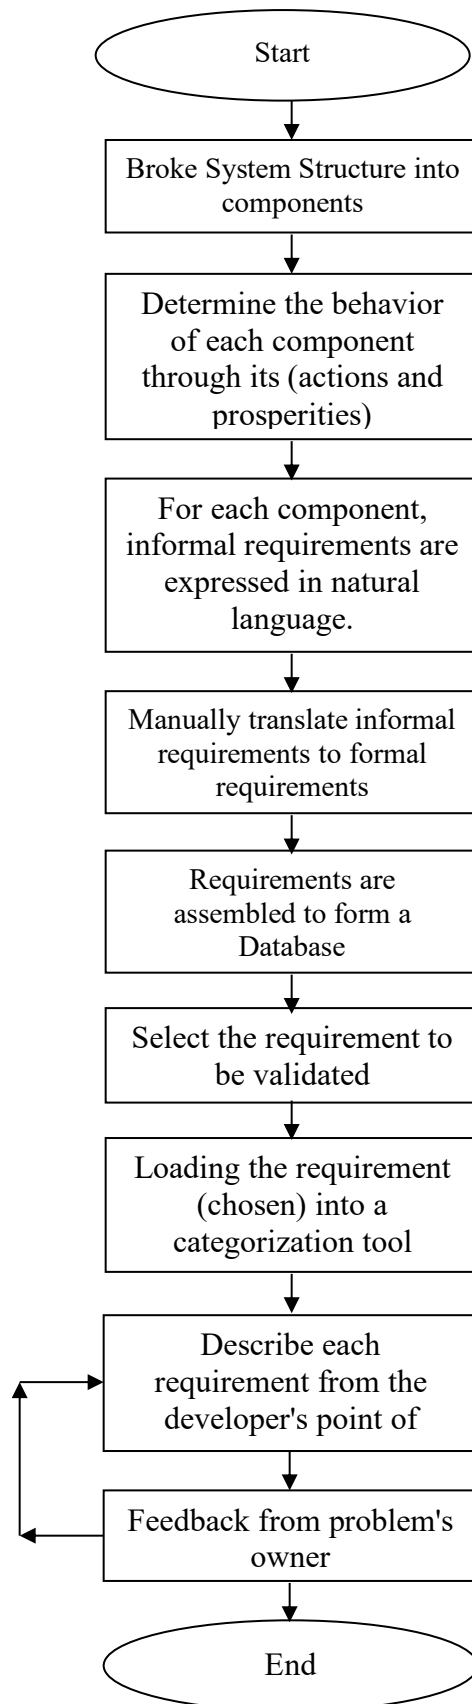 Start
Broke System Structure into
components
Determine the behavior
of each component
through its (actions and
prosperities)
For each component,
informal requirements are
expressed in natural
language.
Manually translate informal
requirements to formal
requirements
Requirements are
assembled to form a
Database
Select the requirement to
be validated
Loading the requirement
(chosen) into a
categorization tool
Describe each
requirement from the
developer's point of
Feedback from problem's
owner
End